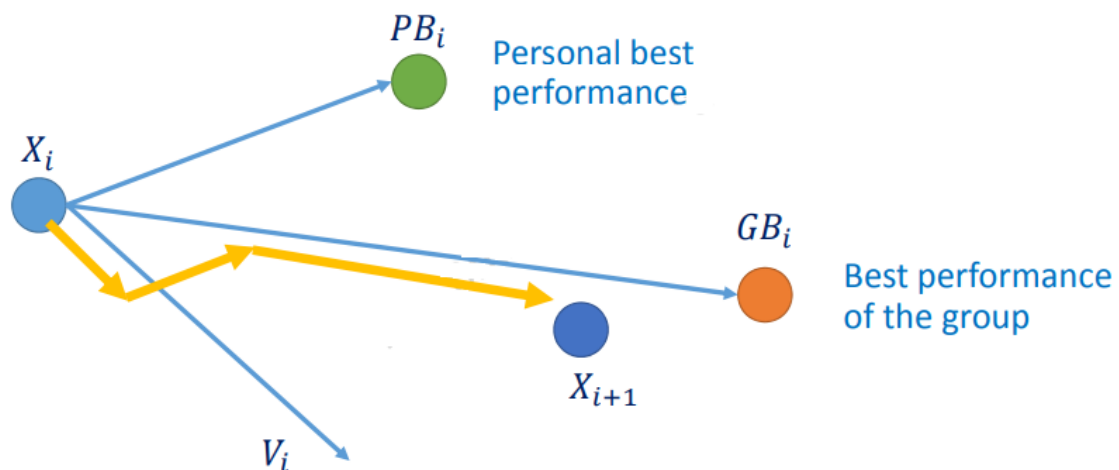 PB_i
Personal best
performance
X_i
GB_i
Best performance
of the group
X_{i+1}
V_i